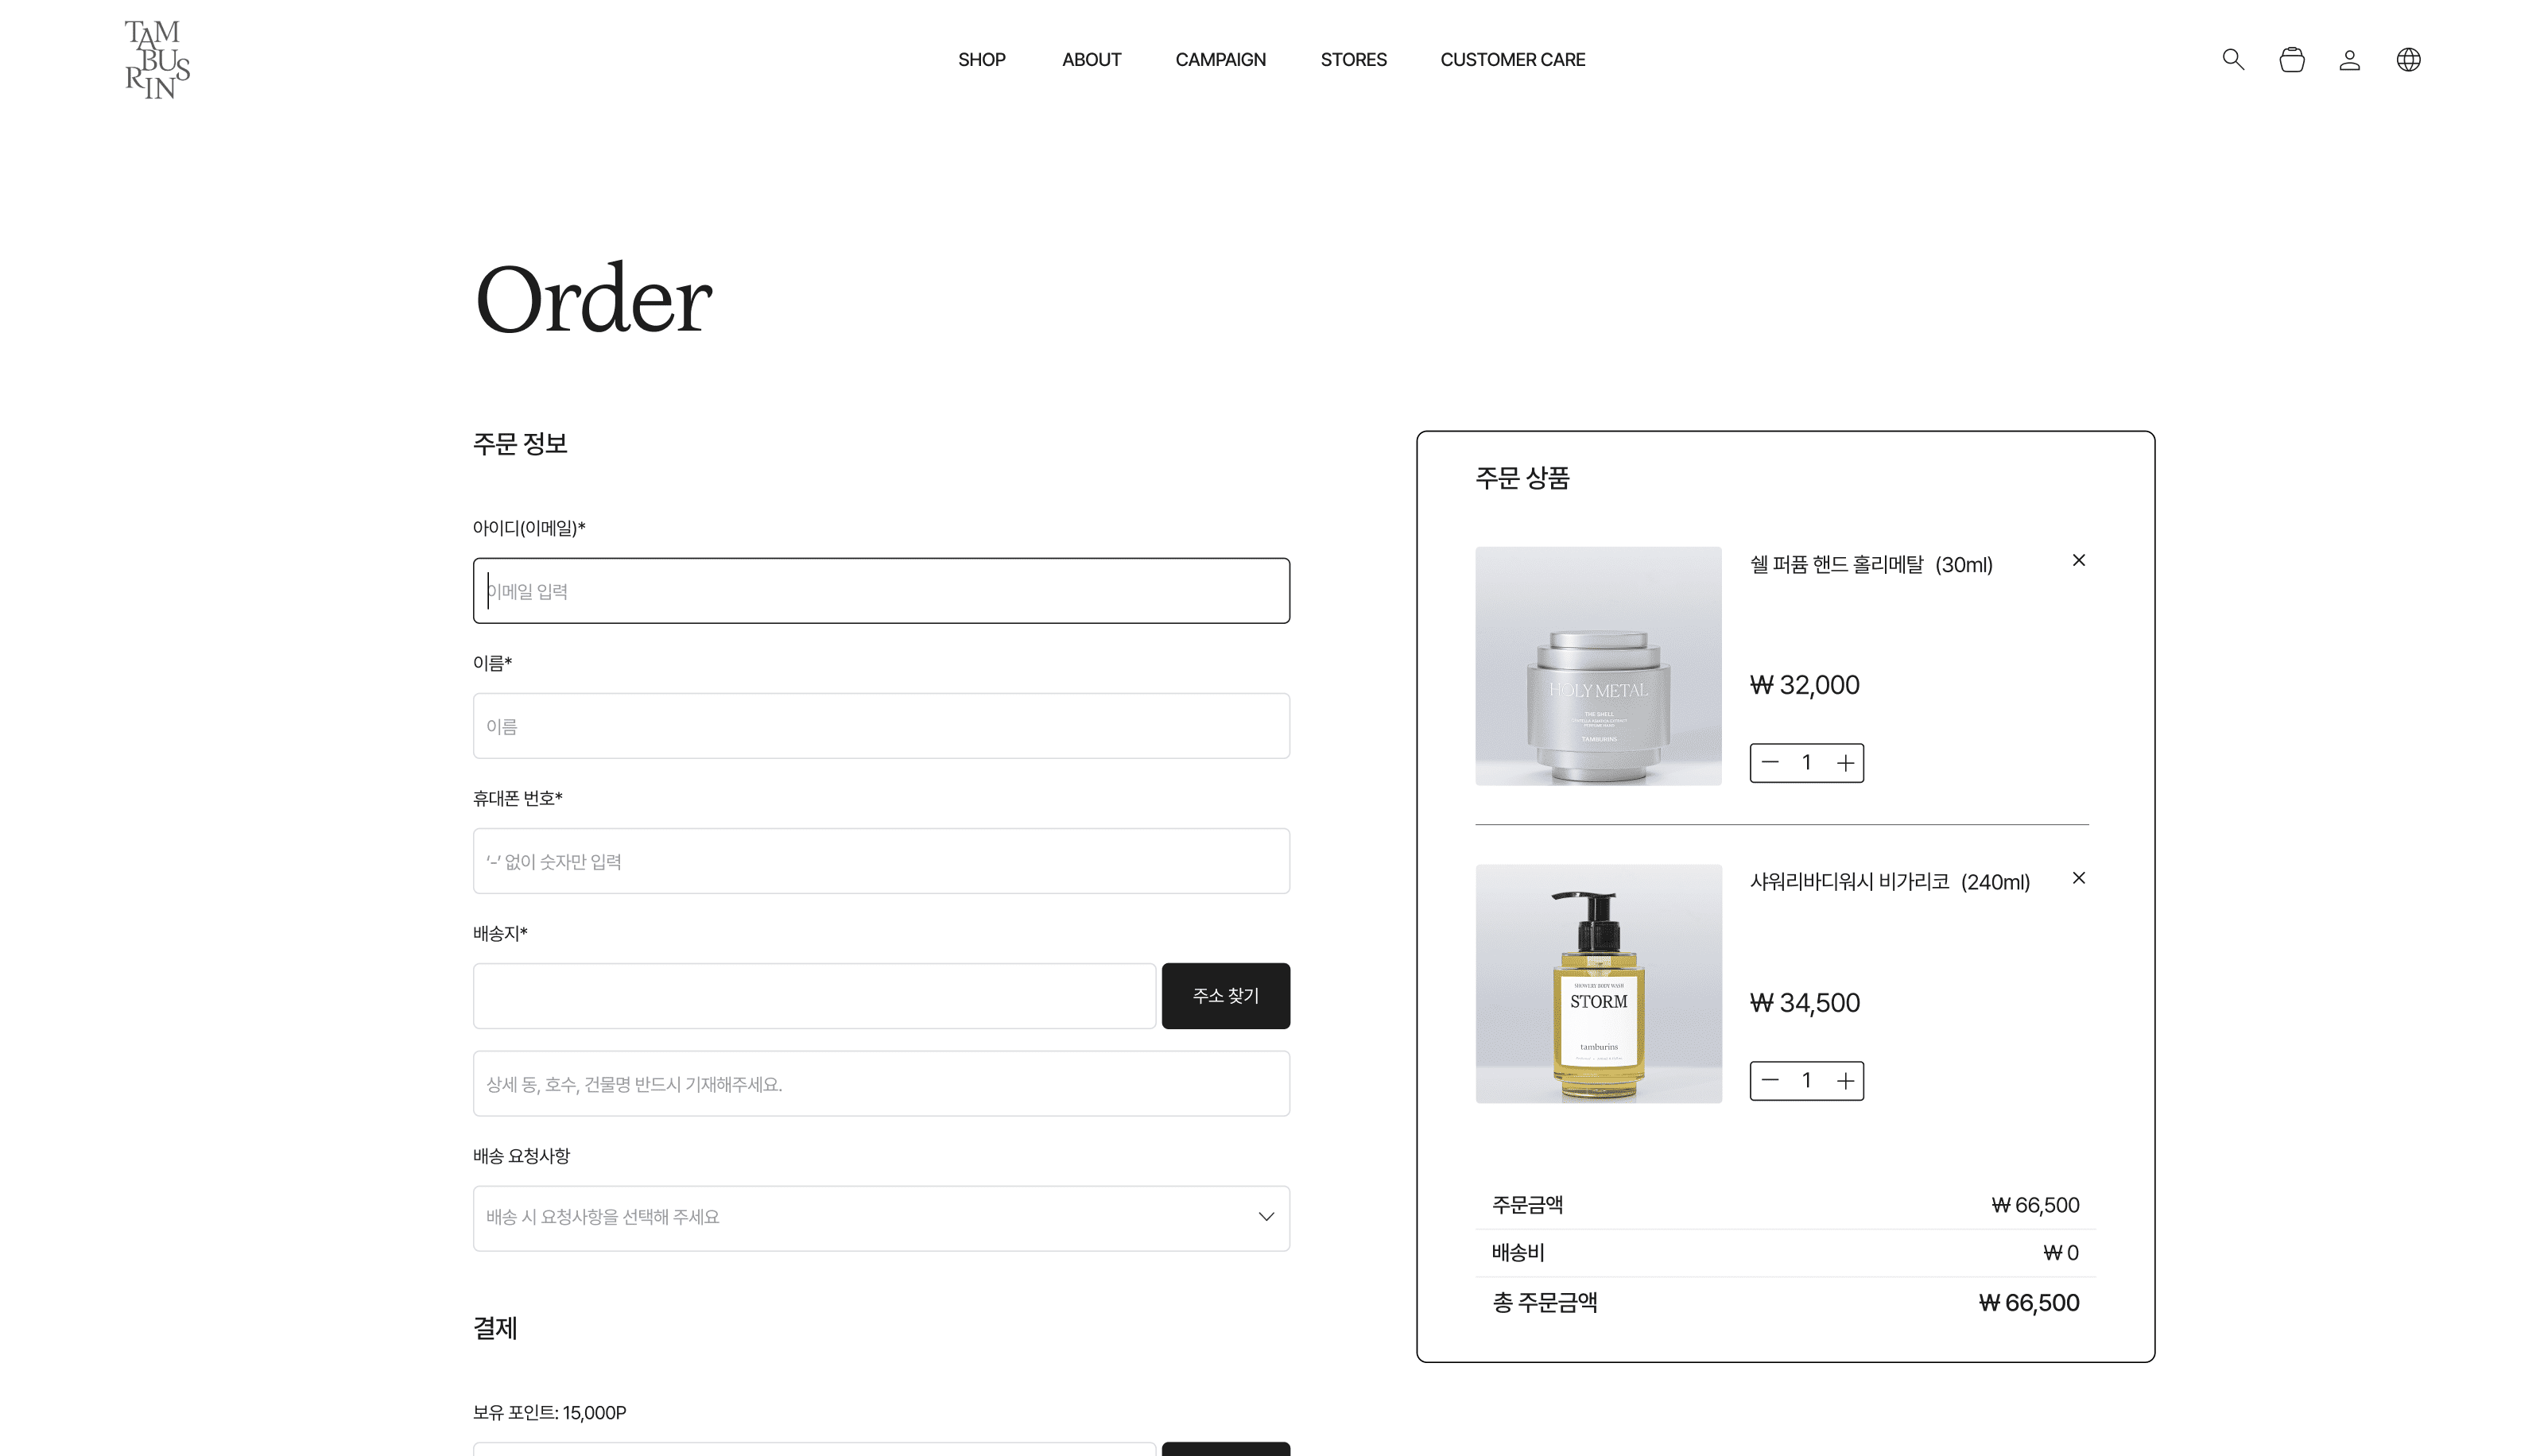 TAM
BUS
RIN
SHOP ABOUT CAMPAIGN STORES CUSTOMER CARE
Order
주문 정보
아이디(이메일)*
이메일 입력
이름*
이름
휴대폰 번호*
‘-’ 없이 숫자만 입력
배송지*
주소 찾기
상세 동, 호수, 건물명 반드시 기재해주세요.
배송 요청사항
배송 시 요청사항을 선택해 주세요
결제
보유 포인트: 15,000P
주문 상품
쉘 퍼퓸 핸드 홀리메탈 (30ml)
HOLY METAL
THE SHELL
PERFUME HAND
TAMBURINS
₩ 32,000
1
샤워리바디워시 비가리코 (240ml)
SHOWERY BODY WASH
STORM
tamburins
₩ 34,500
1
주문금액 ₩ 66,500
배송비 ₩ 0
총 주문금액 ₩ 66,500